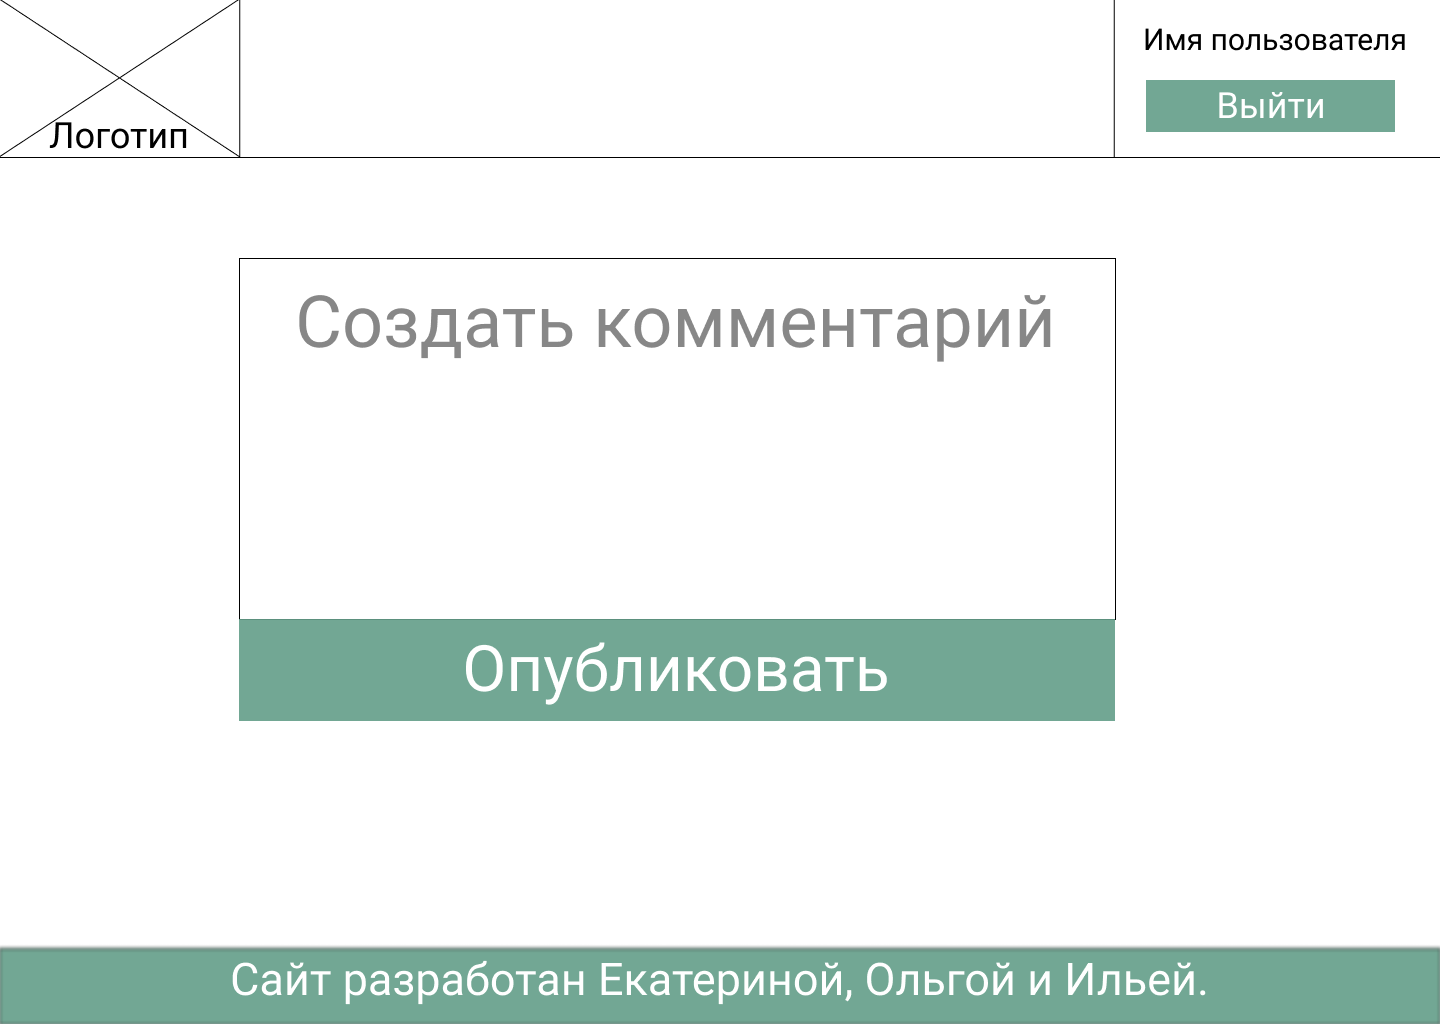 Логотип
Имя пользователя
Выйти
Создать комментарий
Опубликовать
Сайт разработан Екатериной, Ольгой и Ильей.